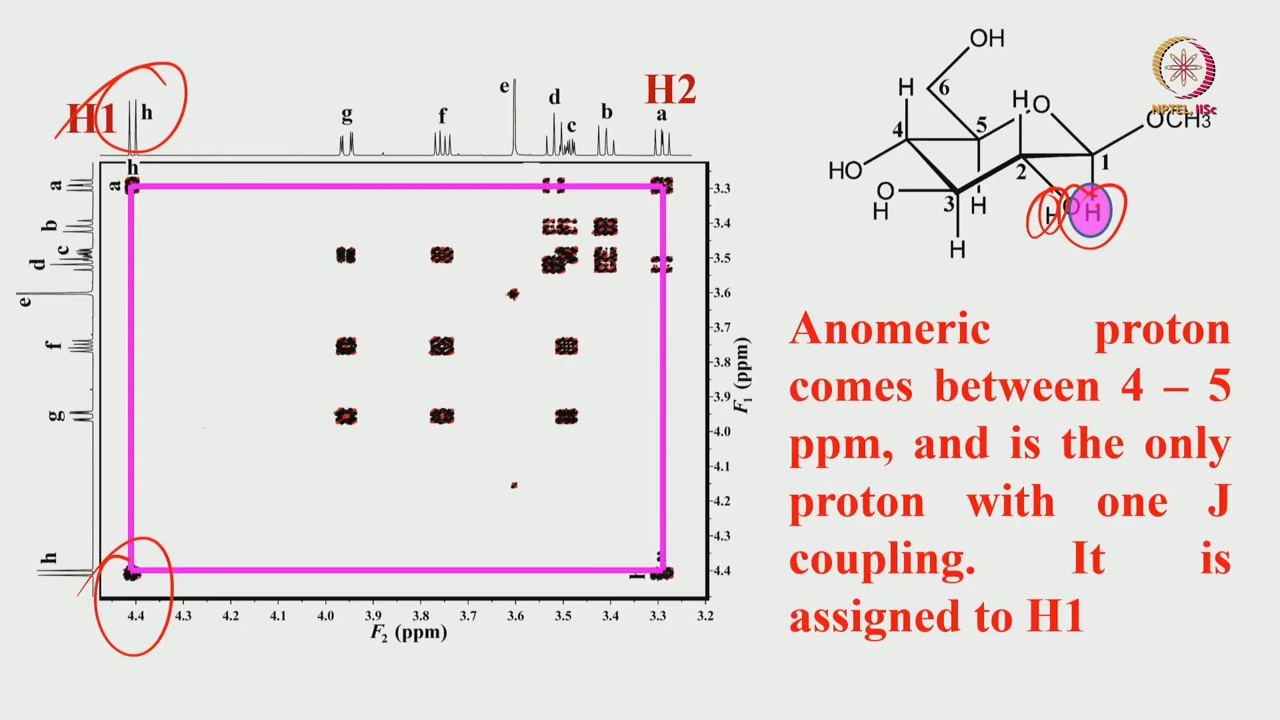 OH
H
6
H
O
OCH3
NPTEL, IISc
4
5
1
HO
2
O
H
3
H
H
OH
H
H1
h
g
f
e
d
c
b
a
H2
h
a
a
b
c
d
e
f
g
h
a
3.3
3.4
3.5
3.6
3.7
3.8
3.9
4.0
4.1
4.2
4.3
4.4
F1 (ppm)
4.4 4.3 4.2 4.1 4.0 3.9 3.8 3.7 3.6 3.5 3.4 3.3 3.2
F2 (ppm)
Anomeric proton
comes between 4 – 5
ppm, and is the only
proton with one J
coupling. It is
assigned to H1